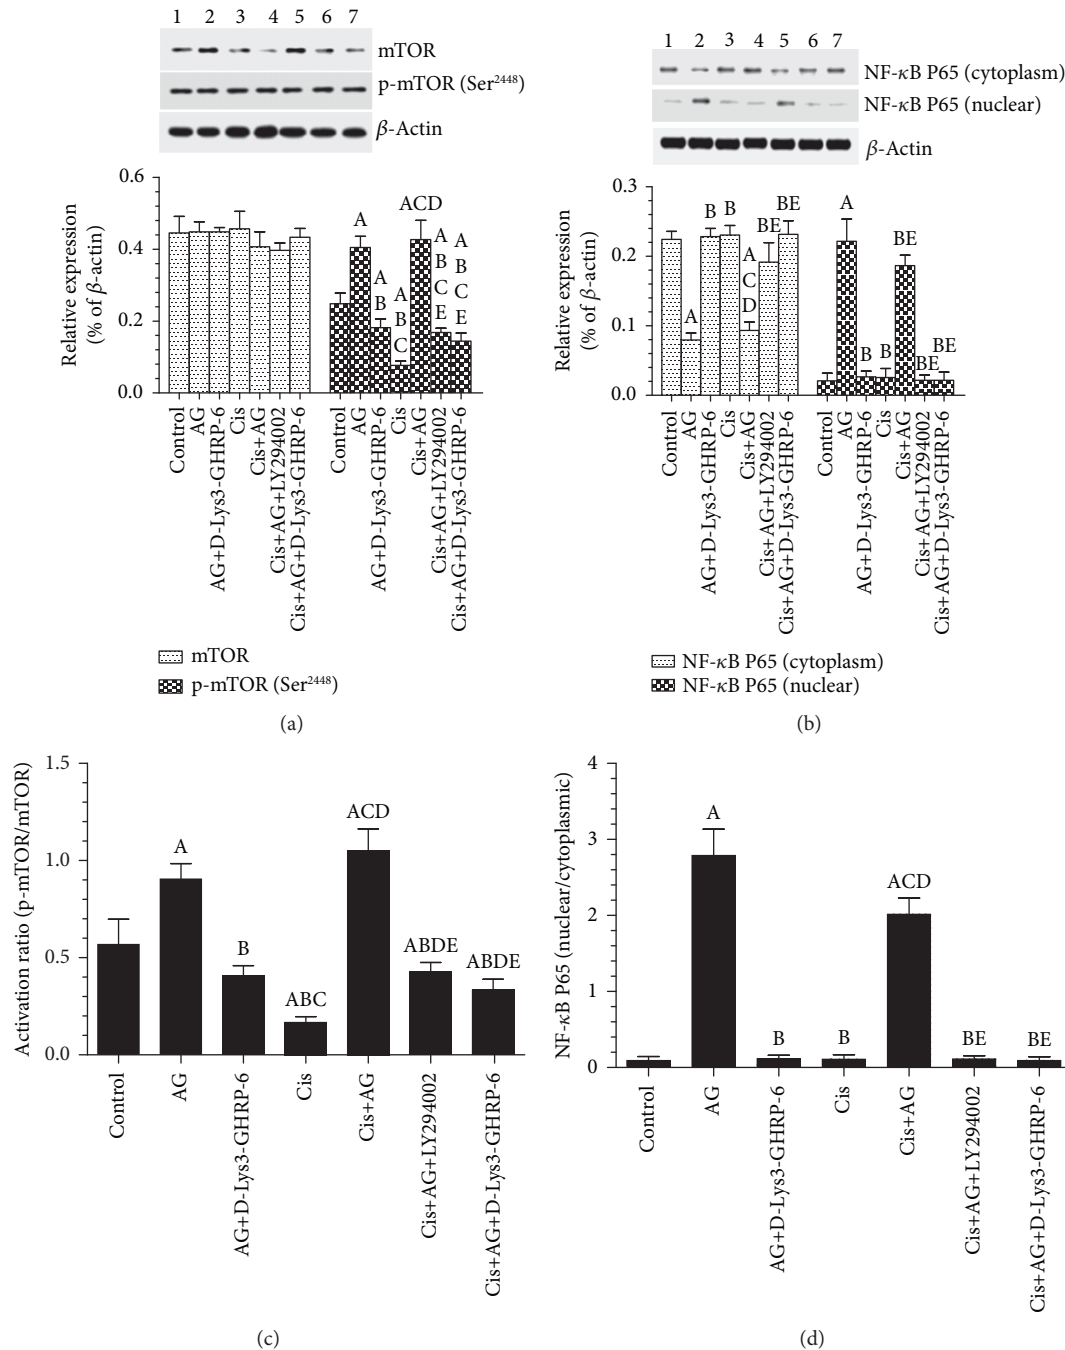 1 2 3 4 5 6 7
mTOR
p-mTOR (Ser2448)
β-Actin
0.6
0.4
0.2
0.0
Relative expression
(% of β-actin)
A
A
B
A
B
C
ACD
A
B
C
E
A
B
C
E
Control
AG
AG+D-Lys3-GHRP-6
Cis
Cis+AG
Cis+AG+LY294002
Cis+AG+D-Lys3-GHRP-6
Control
AG
AG+D-Lys3-GHRP-6
Cis
Cis+AG
Cis+AG+LY294002
Cis+AG+D-Lys3-GHRP-6
mTOR
p-mTOR (Ser2448)
(a)
1 2 3 4 5 6 7
NF-κB P65 (cytoplasm)
NF-κB P65 (nuclear)
β-Actin
0.3
0.2
0.1
0.0
Relative expression
(% of β-actin)
A
B
B
A
C
D
BE
BE
A
B
B
BE
BE
BE
Control
AG
AG+D-Lys3-GHRP-6
Cis
Cis+AG
Cis+AG+LY294002
Cis+AG+D-Lys3-GHRP-6
Control
AG
AG+D-Lys3-GHRP-6
Cis
Cis+AG
Cis+AG+LY294002
Cis+AG+D-Lys3-GHRP-6
NF-κB P65 (cytoplasm)
NF-κB P65 (nuclear)
(b)
1.5
1.0
0.5
0.0
Activation ratio (p-mTOR/mTOR)
A
B
ABC
ACD
ABDE
ABDE
Control
AG
AG+D-Lys3-GHRP-6
Cis
Cis+AG
Cis+AG+LY294002
Cis+AG+D-Lys3-GHRP-6
(c)
4
3
2
1
0
NF-κB P65 (nuclear/cytoplasmic)
A
B
B
ACD
BE
BE
Control
AG
AG+D-Lys3-GHRP-6
Cis
Cis+AG
Cis+AG+LY294002
Cis+AG+D-Lys3-GHRP-6
(d)